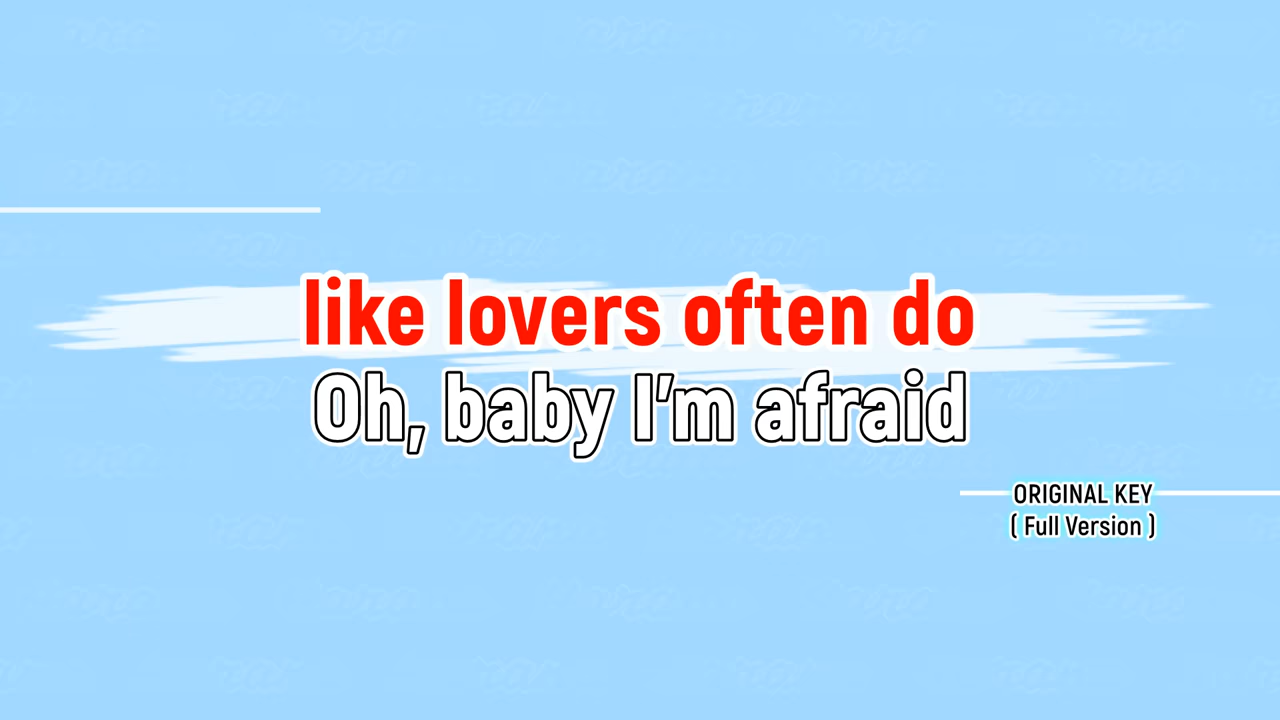 like lovers often do
Oh, baby I'm afraid
ORIGINAL KEY
( Full Version )